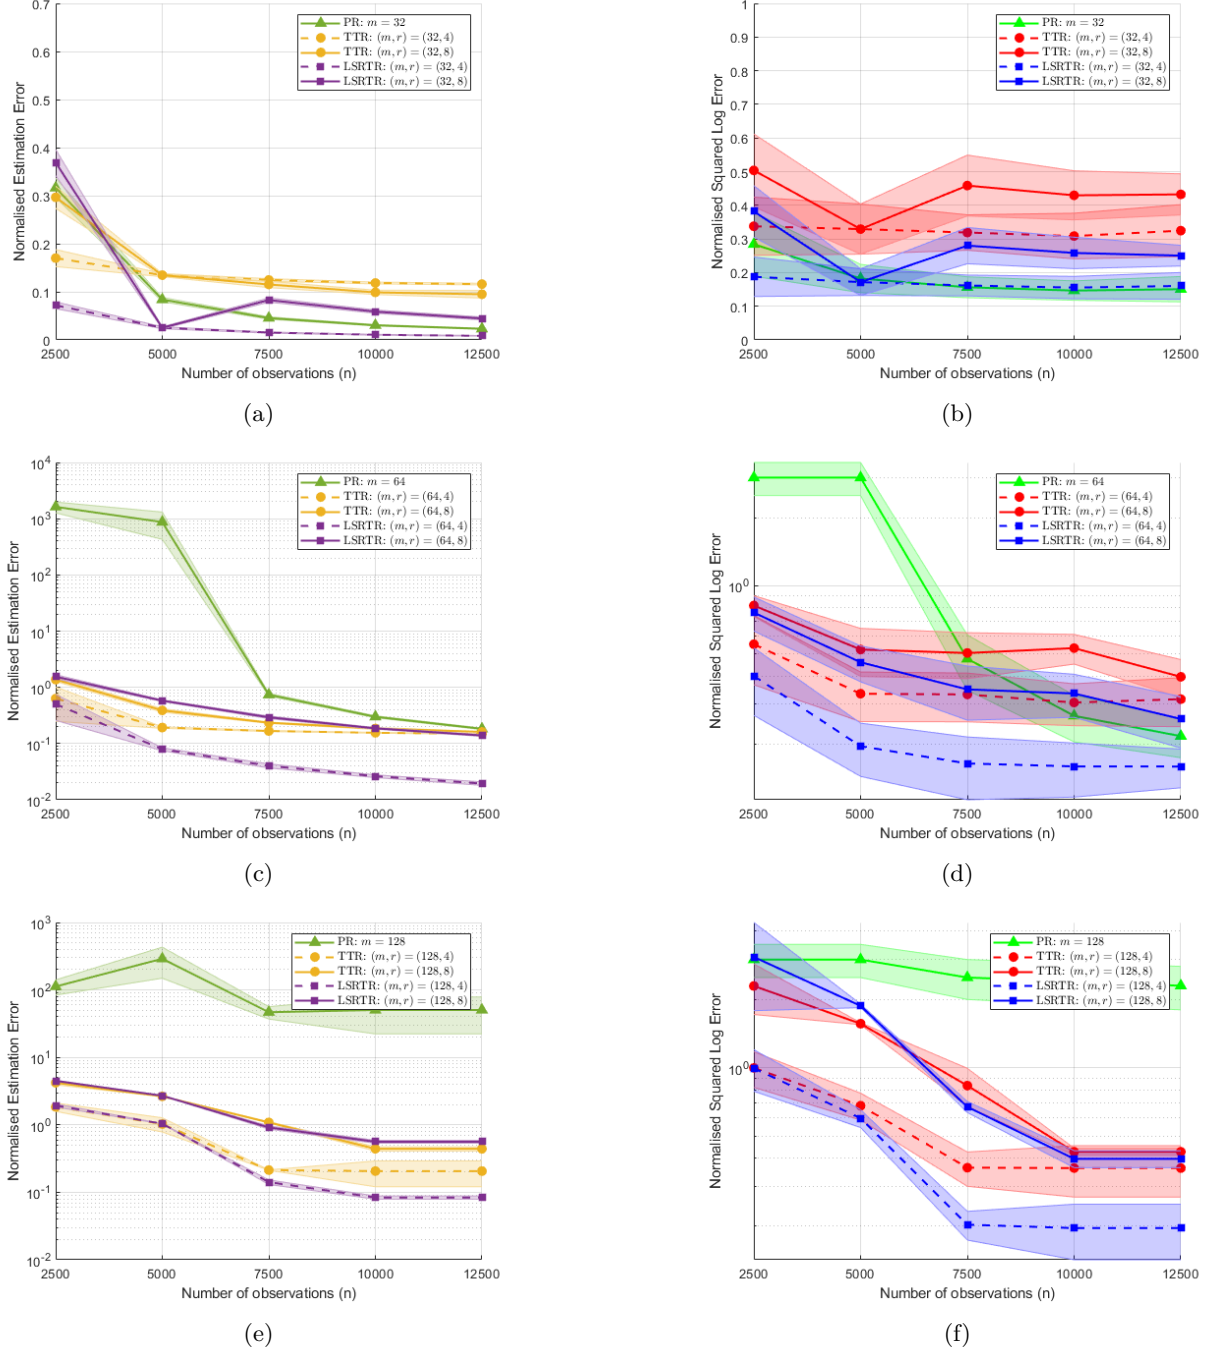 0.7
0.6
0.5
0.4
0.3
0.2
0.1
0
Normalised Estimation Error
PR: m = 32
TTR: (m, r) = (32, 4)
TTR: (m, r) = (32, 8)
LSRTR: (m, r) = (32, 4)
LSRTR: (m, r) = (32, 8)
2500 5000 7500 10000 12500
Number of observations (n)
(a)
1
0.9
0.8
0.7
0.6
0.5
0.4
0.3
0.2
0.1
0
Normalised Squared Log Error
PR: m = 32
TTR: (m, r) = (32, 4)
TTR: (m, r) = (32, 8)
LSRTR: (m, r) = (32, 4)
LSRTR: (m, r) = (32, 8)
2500 5000 7500 10000 12500
Number of observations (n)
(b)
10^4
10^3
10^2
10^1
10^0
10^-1
10^-2
Normalised Estimation Error
PR: m = 64
TTR: (m, r) = (64, 4)
TTR: (m, r) = (64, 8)
LSRTR: (m, r) = (64, 4)
LSRTR: (m, r) = (64, 8)
2500 5000 7500 10000 12500
Number of observations (n)
(c)
10^0
Normalised Squared Log Error
PR: m = 64
TTR: (m, r) = (64, 4)
TTR: (m, r) = (64, 8)
LSRTR: (m, r) = (64, 4)
LSRTR: (m, r) = (64, 8)
2500 5000 7500 10000 12500
Number of observations (n)
(d)
10^3
10^2
10^1
10^0
10^-1
10^-2
Normalised Estimation Error
PR: m = 128
TTR: (m, r) = (128, 4)
TTR: (m, r) = (128, 8)
LSRTR: (m, r) = (128, 4)
LSRTR: (m, r) = (128, 8)
2500 5000 7500 10000 12500
Number of observations (n)
(e)
10^0
Normalised Squared Log Error
PR: m = 128
TTR: (m, r) = (128, 4)
TTR: (m, r) = (128, 8)
LSRTR: (m, r) = (128, 4)
LSRTR: (m, r) = (128, 8)
2500 5000 7500 10000 12500
Number of observations (n)
(f)